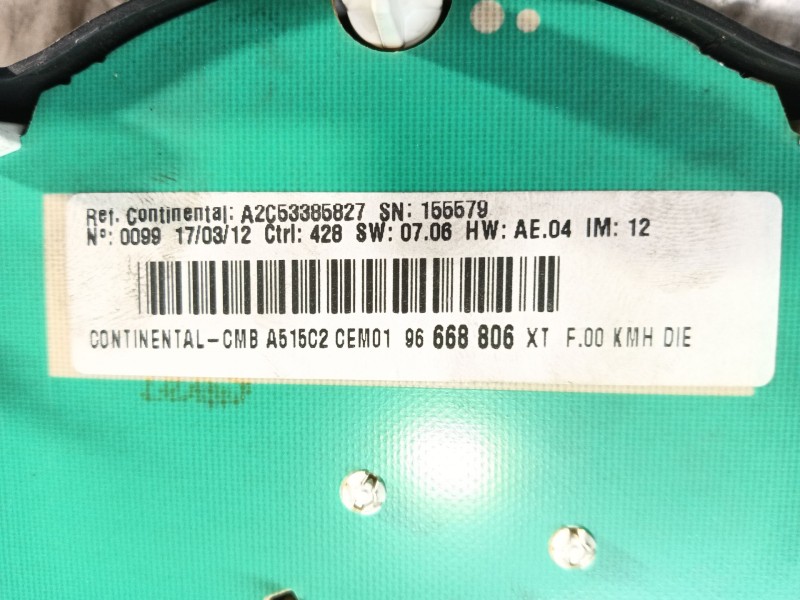 Ref. Continental: A2C53385827 SN: 155579
Nº: 0099 17/03/12 Ctrl: 428 SW: 07.06 HW: AE.04 IM: 12
CONTINENTAL-CMB A515C2 CEM01 96 668 806 XT F.00 KMH DIE